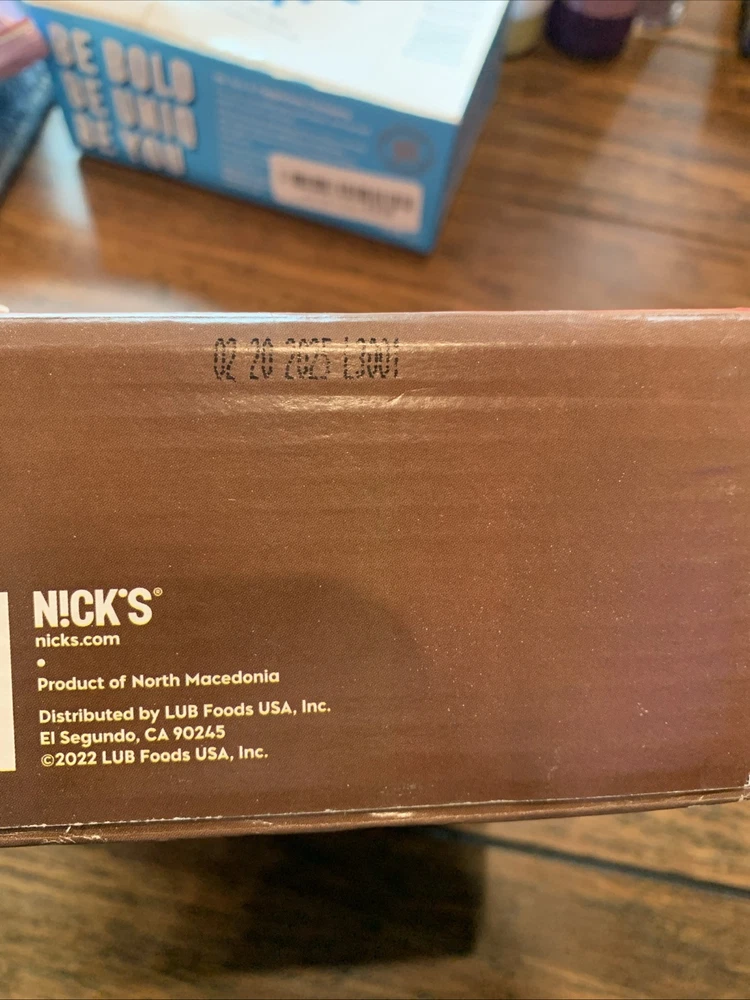 BE BOLD
BE UNIQ
BE YOU
02 20 2025 L3001
N!CK'S®
nicks.com
•
Product of North Macedonia
Distributed by LUB Foods USA, Inc.
El Segundo, CA 90245
©2022 LUB Foods USA, Inc.